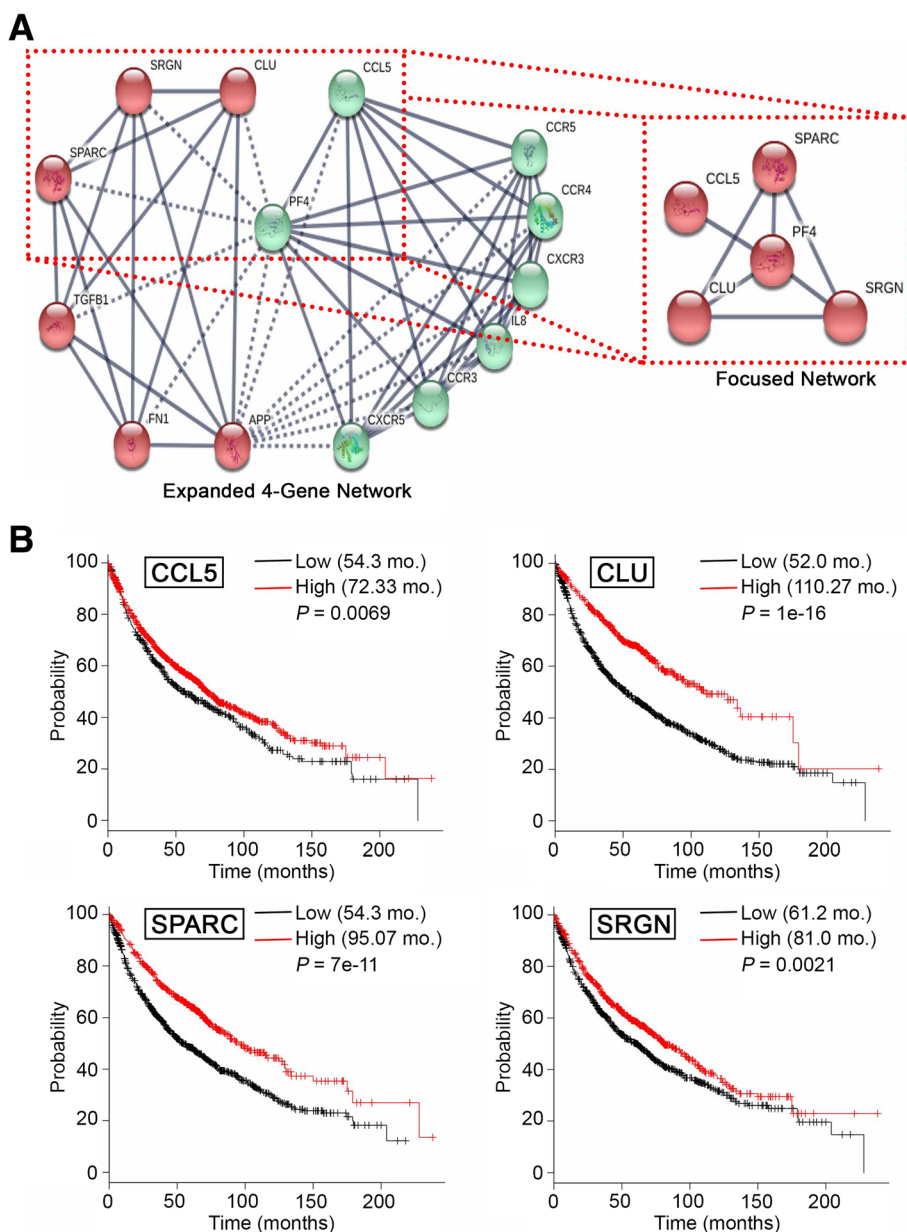 A
SRGN
CLU
CCL5
CCR5
SPARC
SPARC
CCL5
CCR4
PF4
PF4
CXCR3
CLU
SRGN
TGFB1
IL8
CCR3
Focused Network
FN1
APP
CXCR5
Expanded 4-Gene Network
B
CCL5
Low (54.3 mo.)
High (72.33 mo.)
P = 0.0069
Probability
100
80
60
40
20
0
0 50 100 150 200
Time (months)
CLU
Low (52.0 mo.)
High (110.27 mo.)
P = 1e-16
Probability
100
80
60
40
20
0
0 50 100 150 200
Time (months)
SPARC
Low (54.3 mo.)
High (95.07 mo.)
P = 7e-11
Probability
100
80
60
40
20
0
0 50 100 150 200
Time (months)
SRGN
Low (61.2 mo.)
High (81.0 mo.)
P = 0.0021
Probability
100
80
60
40
20
0
0 50 100 150 200
Time (months)